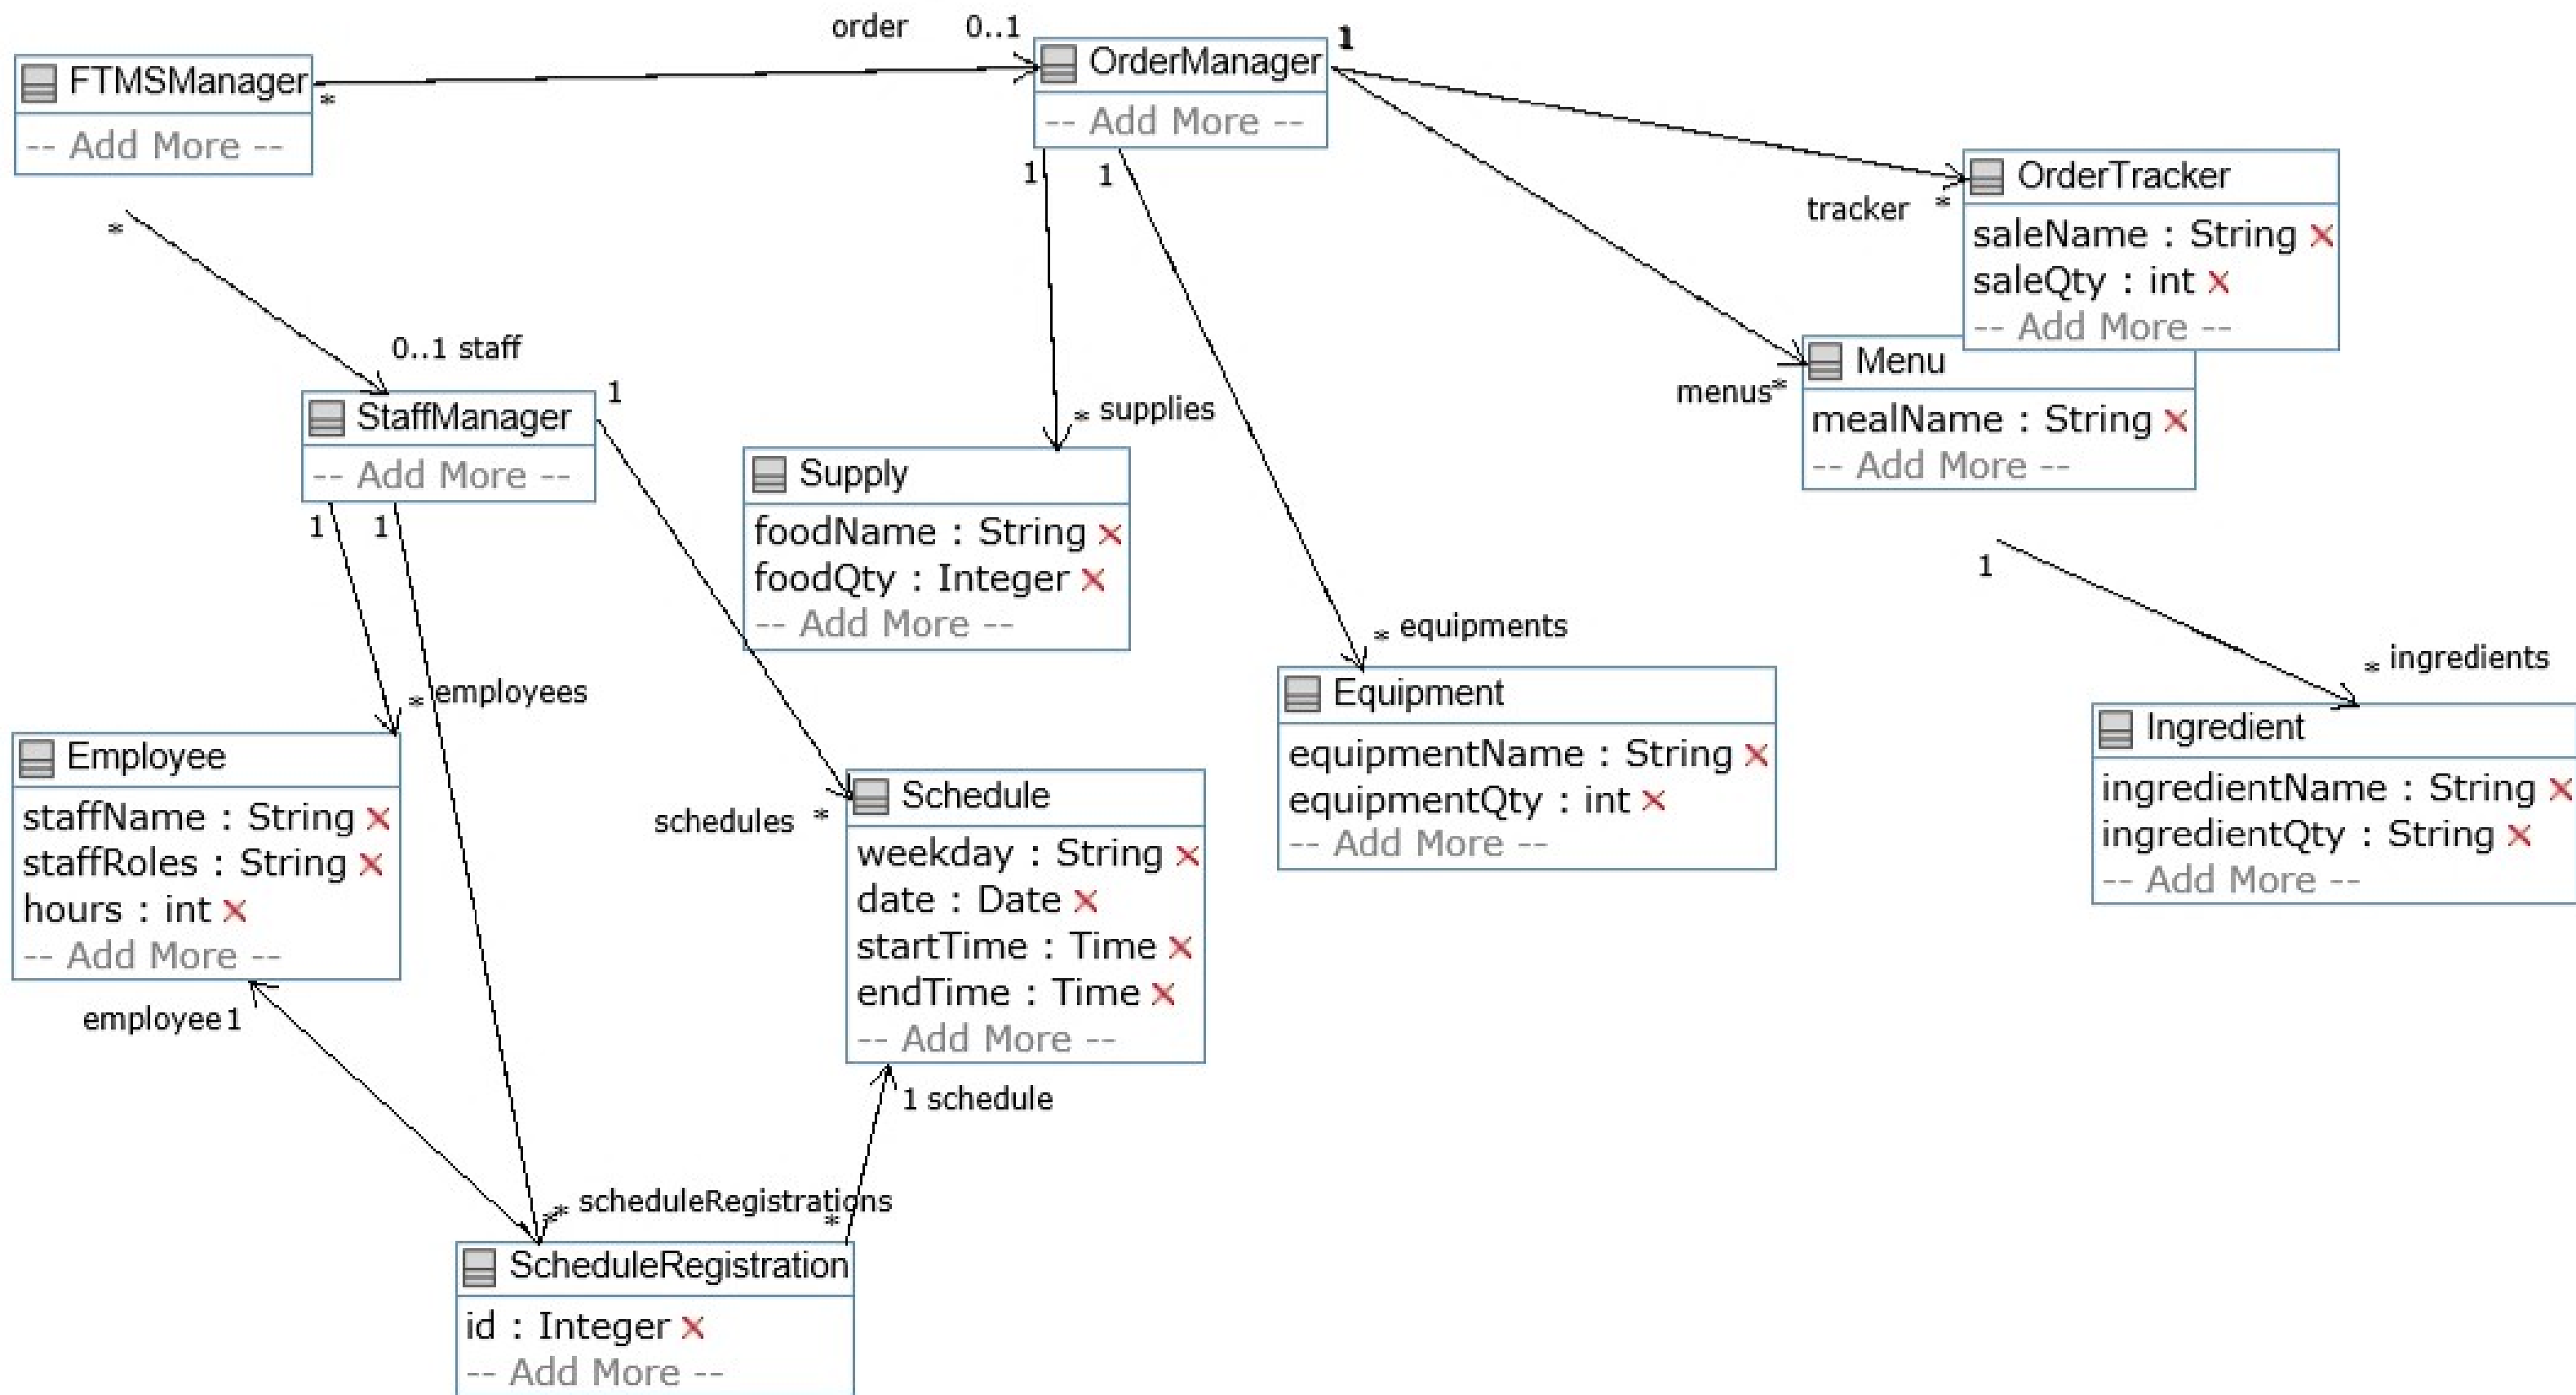 order 0..1
FTMSManager
*
-- Add More --
OrderManager
1
-- Add More --
1 1
OrderTracker
tracker *
saleName : String
saleQty : int
-- Add More --
Menu
menus*
mealName : String
-- Add More --
*
0..1 staff
StaffManager
1
-- Add More --
1 1
* supplies
Supply
foodName : String
foodQty : Integer
-- Add More --
* equipments
Equipment
equipmentName : String
equipmentQty : int
-- Add More --
1
* ingredients
Ingredient
ingredientName : String
ingredientQty : String
-- Add More --
* employees
Employee
staffName : String
staffRoles : String
hours : int
-- Add More --
employee 1
schedules *
Schedule
weekday : String
date : Date
startTime : Time
endTime : Time
-- Add More --
1 schedule
** scheduleRegistrations
*
ScheduleRegistration
id : Integer
-- Add More --